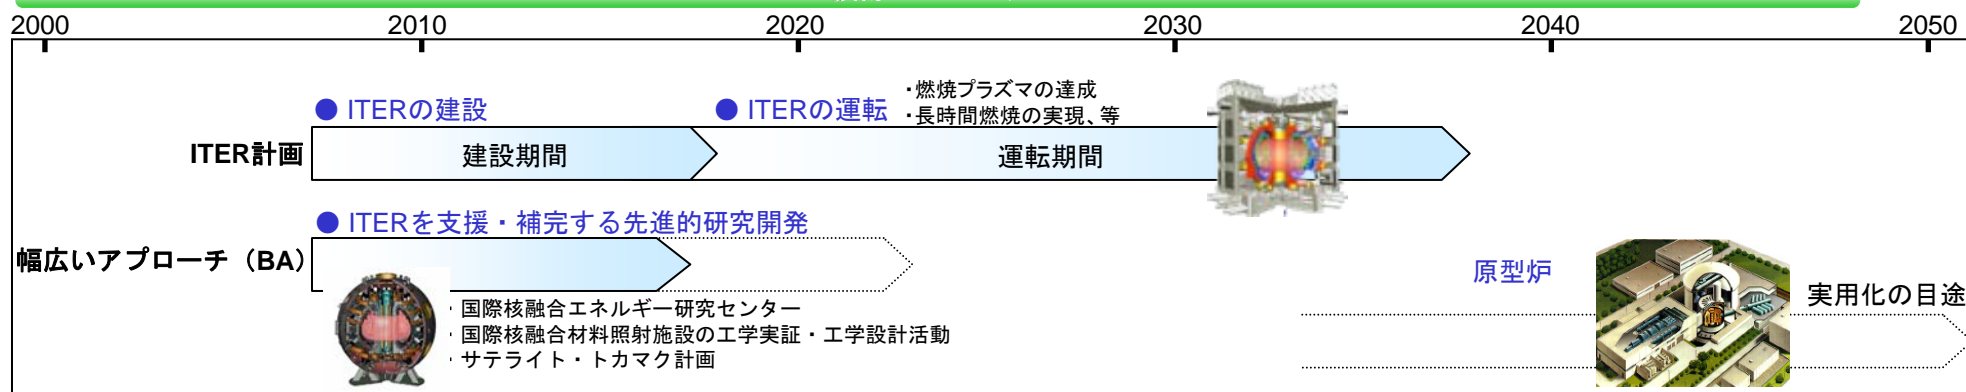 2000 2010 2020 2030 2040 2050
● ITERの建設
● ITERの運転
・燃焼プラズマの達成
・長時間燃焼の実現、等
ITER計画
建設期間
運転期間
● ITERを支援・補完する先進的研究開発
幅広いアプローチ（BA）
・国際核融合エネルギー研究センター
・国際核融合材料照射施設の工学実証・工学設計活動
・サテライト・トカマク計画
原型炉
実用化の目途